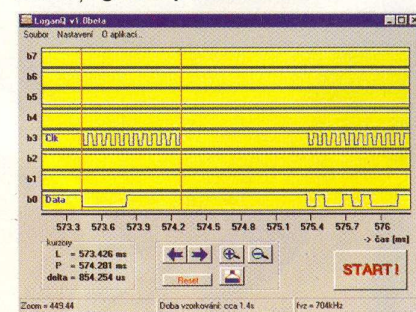 LoganQ v1.0beta
Soubor Nastavení O aplikaci...
b7
b6
b5
b4
b3 Clk
b2
b1
b0 Data
573.3 573.6 573.9 574.2 574.5 574.8 575.1 575.4 575.7 576
-> čas [ms]
kurzory
L = 573.426 ms
P = 574.281 ms
delta = 854.254 us
Reset
START!
Zoom = 449.44 Doba vzorkování: cca 1.4s fvz = 704kHz